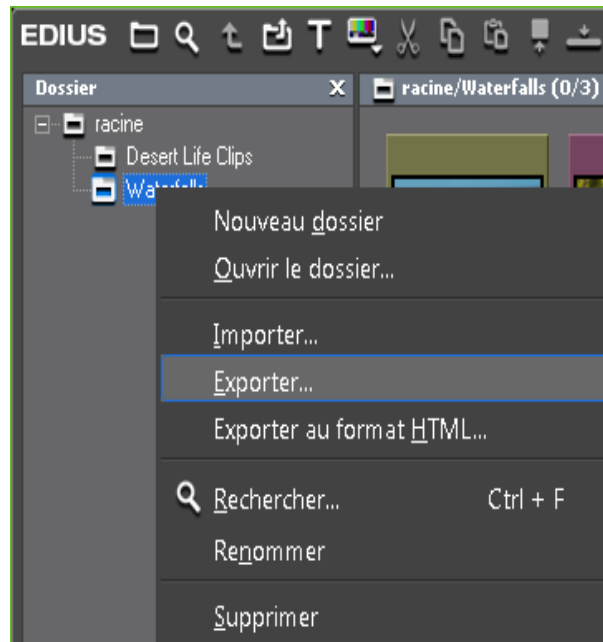 EDIUS T
Dossier X racine/Waterfalls (0/3)
racine
Desert Life Clips
Waterfalls
Nouveau dossier
Ouvrir le dossier...
Importer...
Exporter...
Exporter au format HTML...
Rechercher... Ctrl + F
Renommer
Supprimer